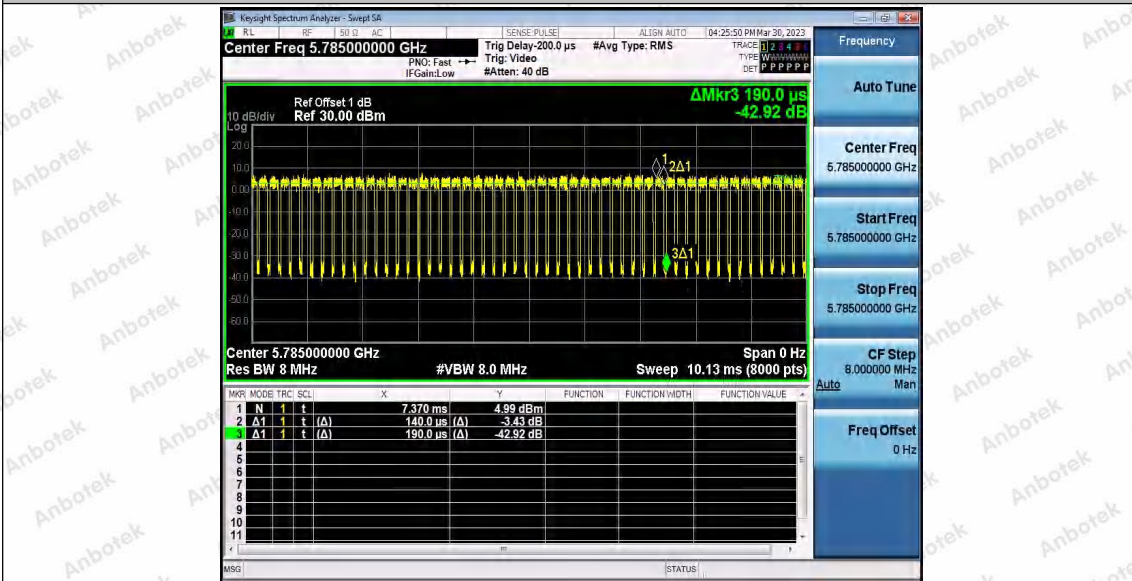 Keysight Spectrum Analyzer - Swept SA
RL RF 50 Ω AC SENSE:PULSE ALIGN AUTO 04:25:50 PM Mar 30, 2023
Center Freq 5.785000000 GHz
PNO: Fast
IFGain:Low
Trig Delay-200.0 µs
Trig: Video
#Atten: 40 dB
#Avg Type: RMS
TRACE 1 2 3 4 5 6
TYPE W
DET P P P P P P
Ref Offset 1 dB
Ref 30.00 dBm
10 dB/div
Log
ΔMkr3 190.0 µs
-42.92 dB
20.0
10.0
0.00
-10.0
-20.0
-30.0
-40.0
-50.0
-60.0
1
2Δ1
3Δ1
Center 5.785000000 GHz Span 0 Hz
Res BW 8 MHz #VBW 8.0 MHz Sweep 10.13 ms (8000 pts)
MKR MODE TRC SCL X Y FUNCTION FUNCTION WIDTH FUNCTION VALUE
1 N 1 t 7.370 ms 4.99 dBm
2 Δ1 1 t (Δ) 140.0 µs (Δ) -3.43 dB
3 Δ1 1 t (Δ) 190.0 µs (Δ) -42.92 dB
4
5
6
7
8
9
10
11
MSG STATUS
Frequency
Auto Tune
Center Freq
5.785000000 GHz
Start Freq
5.785000000 GHz
Stop Freq
5.785000000 GHz
CF Step
8.000000 MHz
Auto Man
Freq Offset
0 Hz
Anbotek